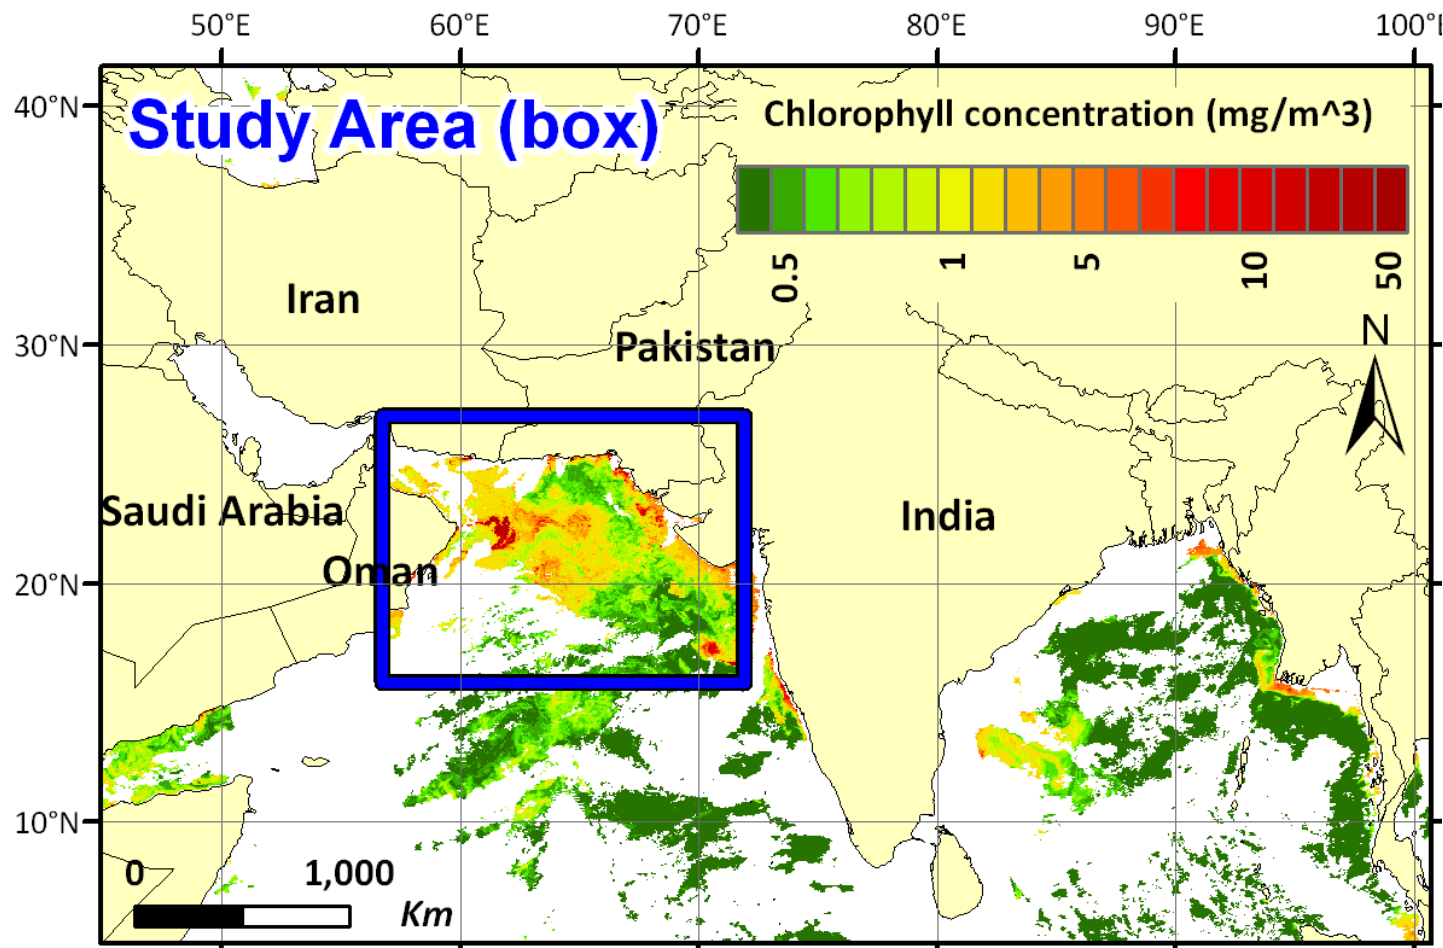 50°E 60°E 70°E 80°E 90°E 100°E
40°N
Study Area (box)
Chlorophyll concentration (mg/m^3)
0.5 1 5 10 50
Iran
30°N
Pakistan
N
Saudi Arabia
India
Oman
20°N
10°N
0 1,000
Km